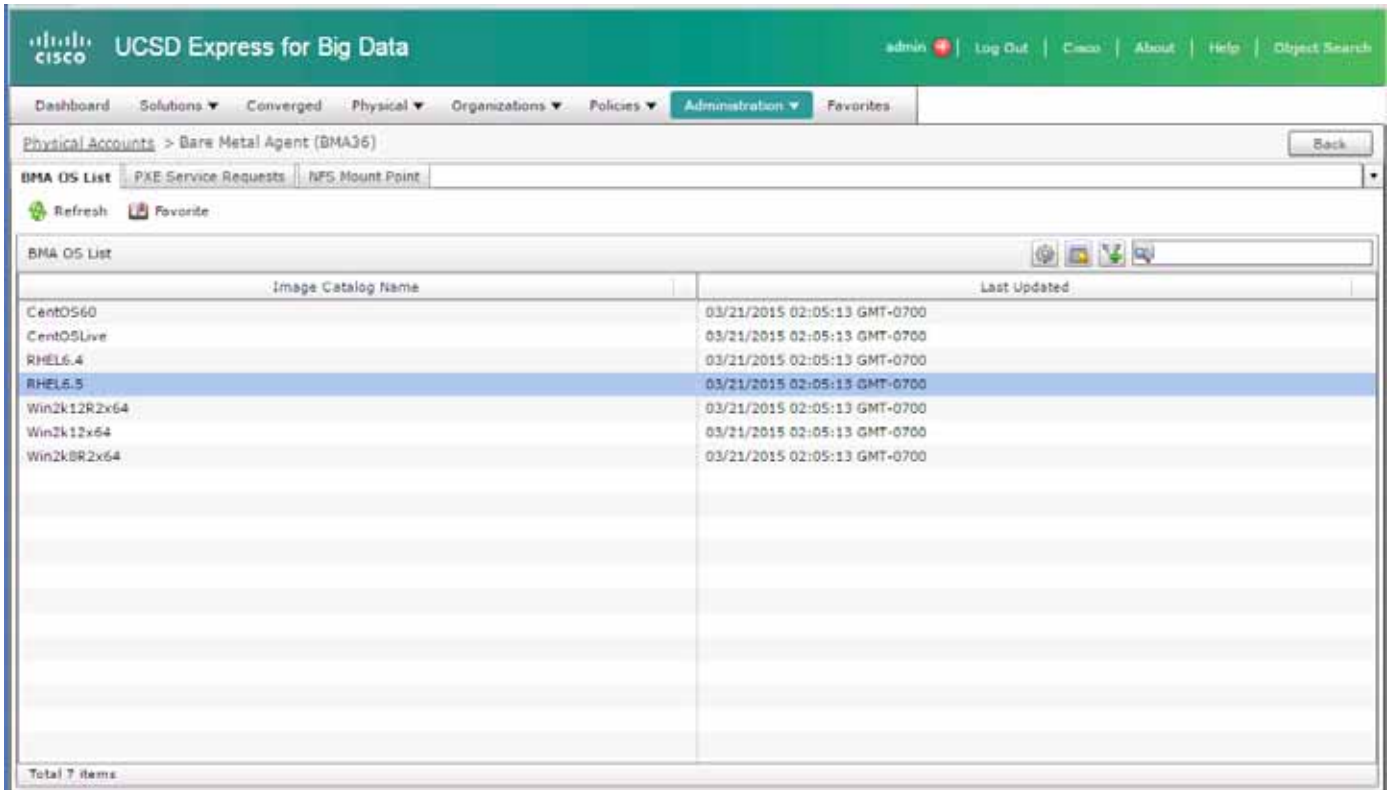 CISCO UCSD Express for Big Data
admin | Log Out | Cisco | About | Help | Object Search
Dashboard Solutions Converged Physical Organizations Policies Administration Favorites
Physical Accounts > Bare Metal Agent (BMA36) Back
BMA OS List PXE Service Requests NFS Mount Point
Refresh Favorite
BMA OS List
Image Catalog Name Last Updated
CentOS60 03/21/2015 02:05:13 GMT-0700
CentOSLive 03/21/2015 02:05:13 GMT-0700
RHEL6.4 03/21/2015 02:05:13 GMT-0700
RHEL6.5 03/21/2015 02:05:13 GMT-0700
Win2k12R2x64 03/21/2015 02:05:13 GMT-0700
Win2k12x64 03/21/2015 02:05:13 GMT-0700
Win2k8R2x64 03/21/2015 02:05:13 GMT-0700
Total 7 items